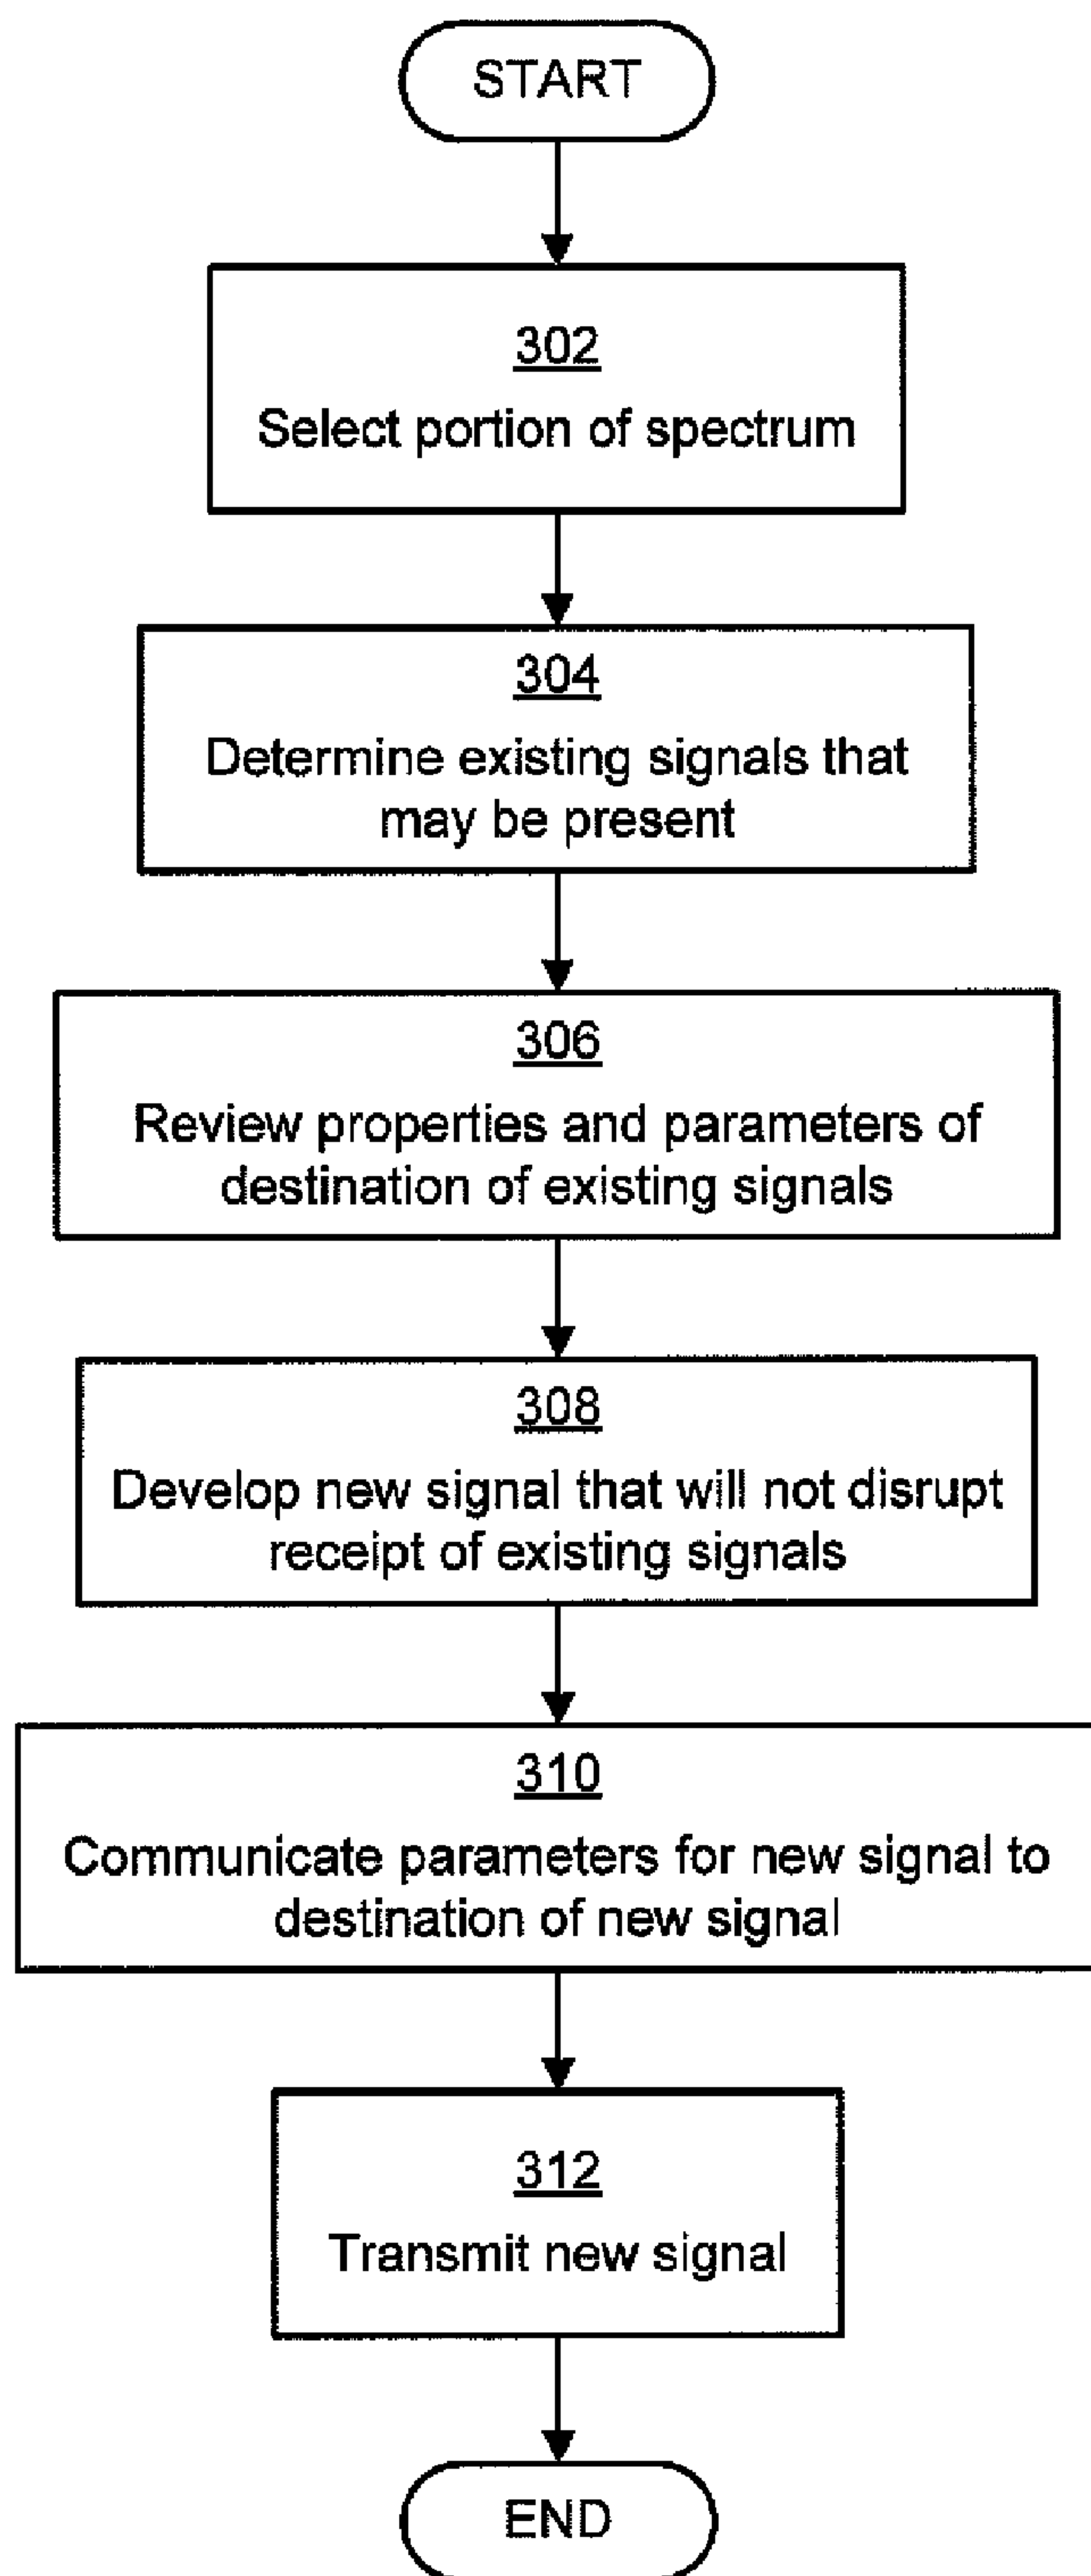 START
302
Select portion of spectrum
304
Determine existing signals that
may be present
306
Review properties and parameters of
destination of existing signals
308
Develop new signal that will not disrupt
receipt of existing signals
310
Communicate parameters for new signal to
destination of new signal
312
Transmit new signal
END